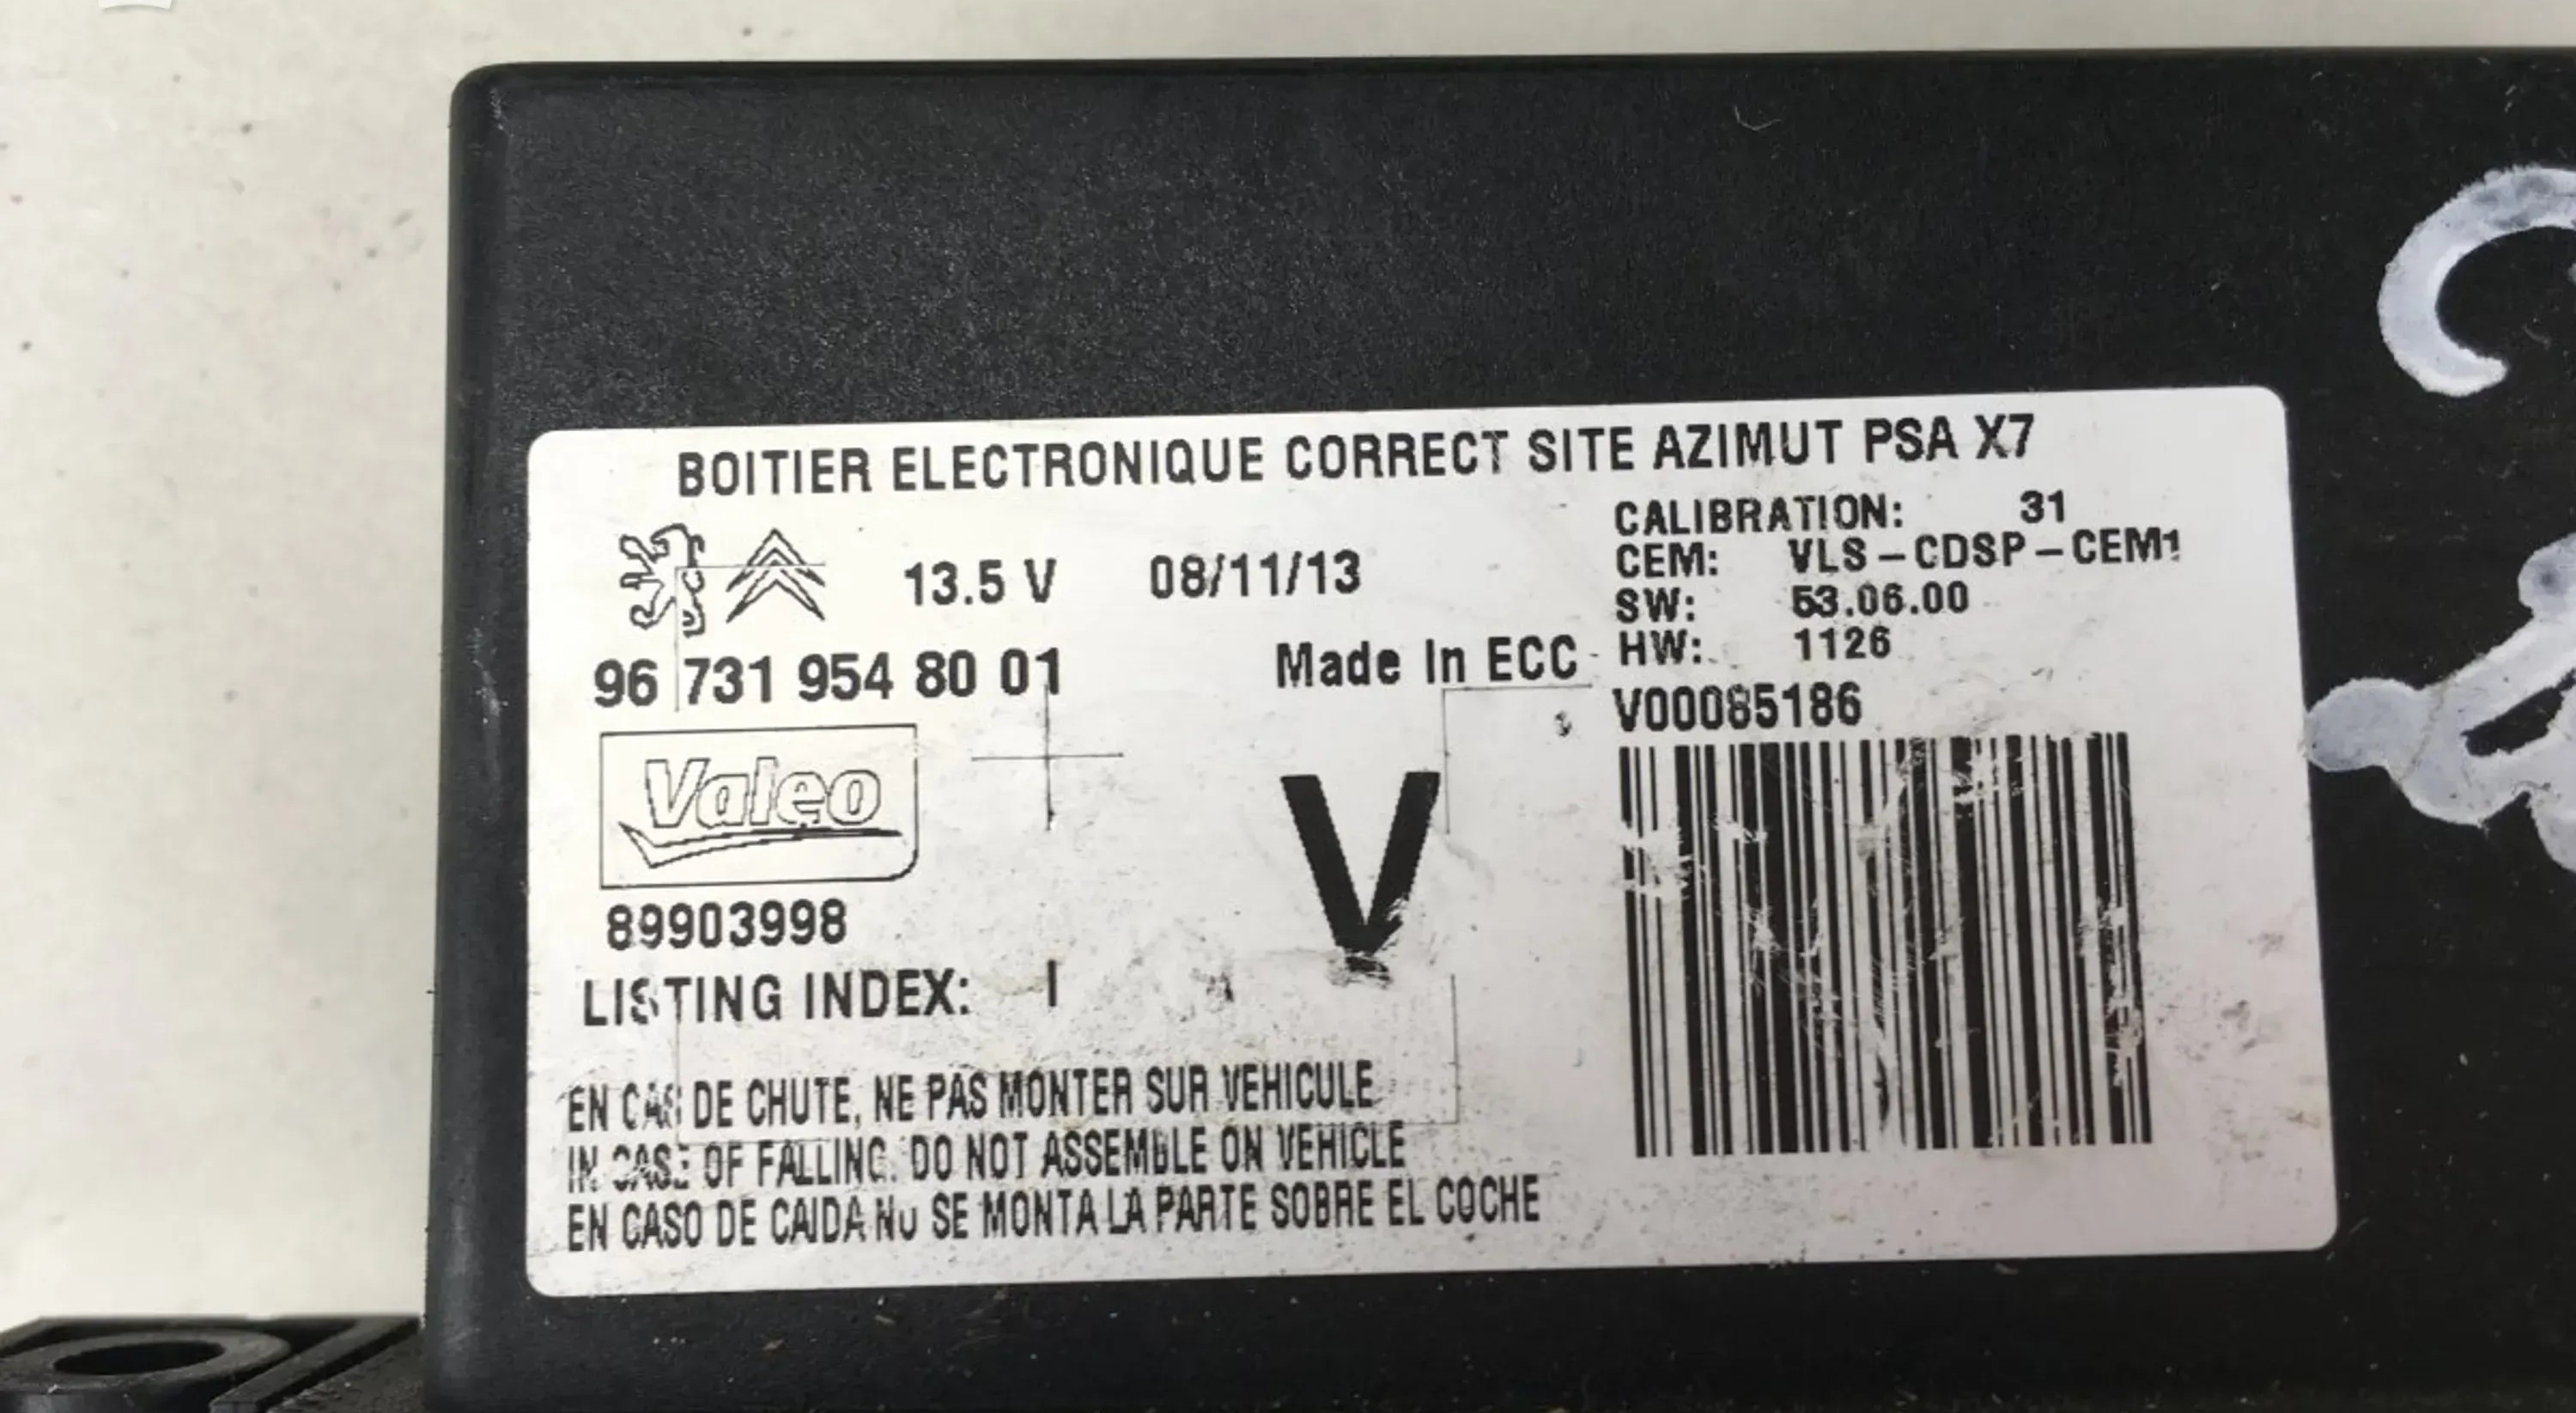 BOITIER ELECTRONIQUE CORRECT SITE AZIMUT PSA X7
13.5 V 08/11/13
CALIBRATION: 31
CEM: VLS-CDSP-CEM1
SW: 53.06.00
HW: 1126
96 731 954 80 01
Made In ECC
V00085186
Valeo
V
89903998
LISTING INDEX: I
EN CAS DE CHUTE, NE PAS MONTER SUR VEHICULE
IN CASE OF FALLING. DO NOT ASSEMBLE ON VEHICLE
EN CASO DE CAIDA No SE MONTA LA PARTE SOBRE EL COCHE